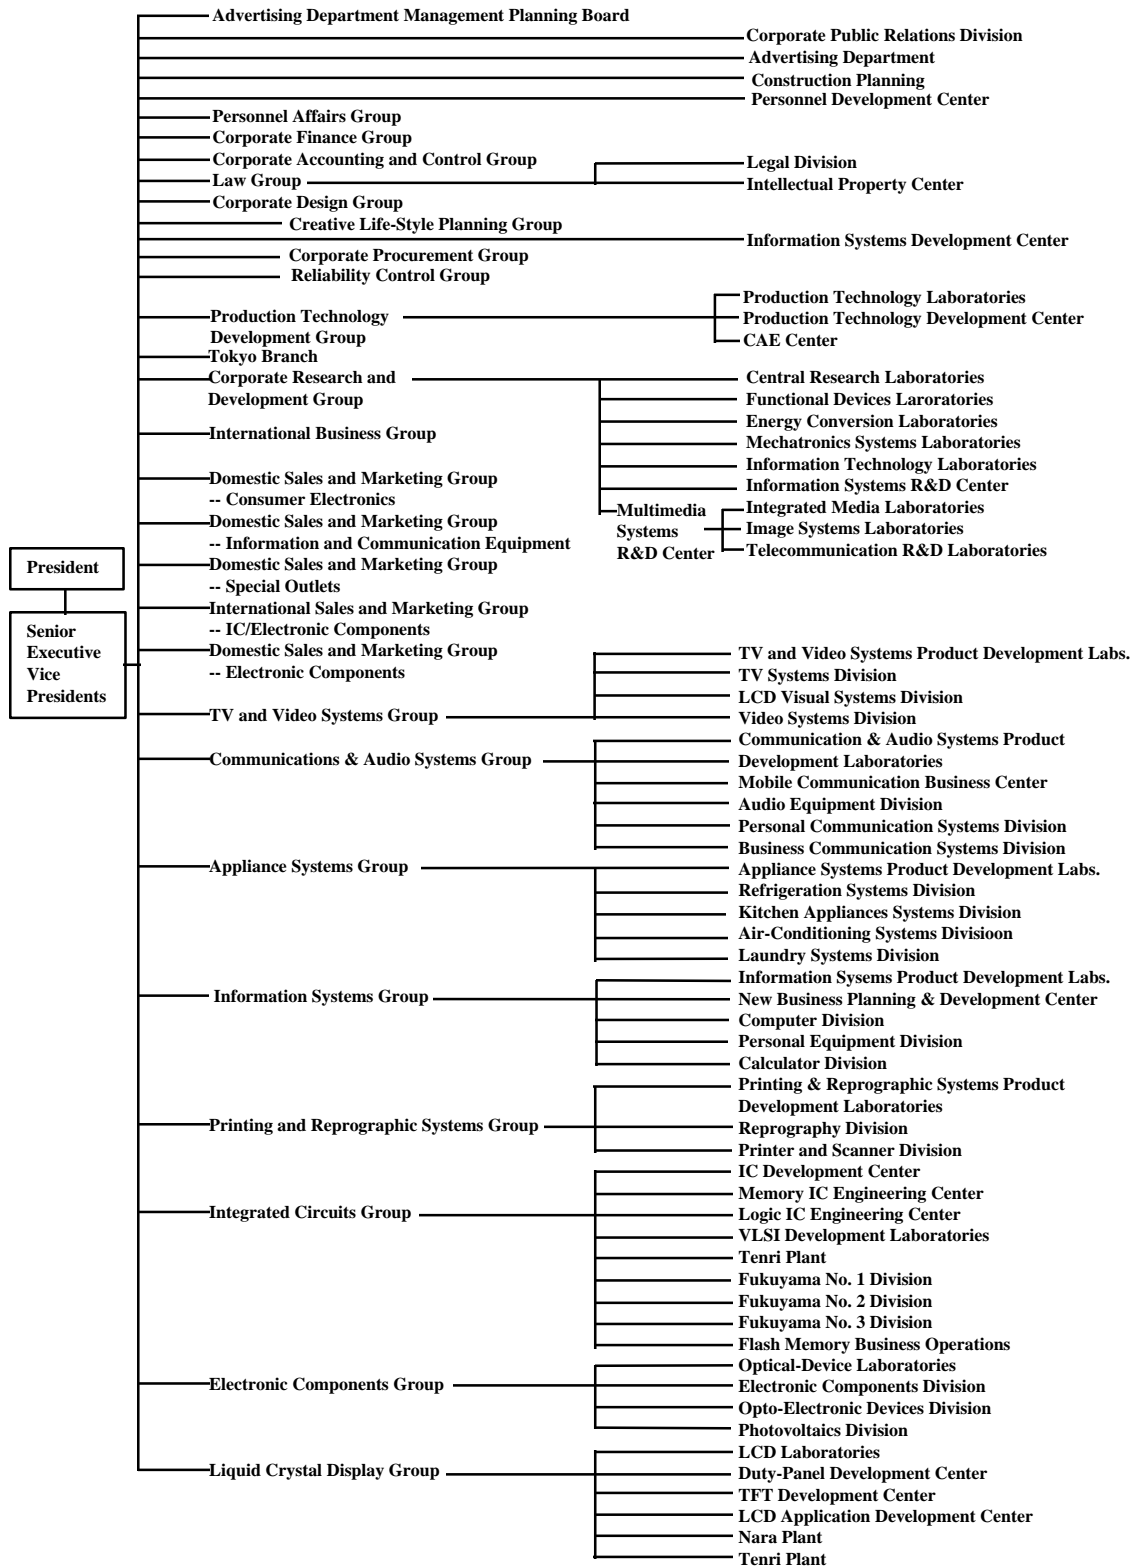 Advertising Department Management Planning Board
Corporate Public Relations Division
Advertising Department
Construction Planning
Personnel Development Center
Personnel Affairs Group
Corporate Finance Group
Corporate Accounting and Control Group
Law Group
Legal Division
Intellectual Property Center
Corporate Design Group
Creative Life-Style Planning Group
Information Systems Development Center
Corporate Procurement Group
Reliability Control Group
Production Technology
Development Group
Production Technology Laboratories
Production Technology Development Center
CAE Center
Tokyo Branch
Corporate Research and
Development Group
Central Research Laboratories
Functional Devices Laroratories
Energy Conversion Laboratories
Mechatronics Systems Laboratories
Information Technology Laboratories
Information Systems R&D Center
Multimedia
Systems
R&D Center
Integrated Media Laboratories
Image Systems Laboratories
Telecommunication R&D Laboratories
International Business Group
Domestic Sales and Marketing Group
-- Consumer Electronics
Domestic Sales and Marketing Group
-- Information and Communication Equipment
Domestic Sales and Marketing Group
-- Special Outlets
International Sales and Marketing Group
-- IC/Electronic Components
Domestic Sales and Marketing Group
-- Electronic Components
President
Senior
Executive
Vice
Presidents
TV and Video Systems Group
TV and Video Systems Product Development Labs.
TV Systems Division
LCD Visual Systems Division
Video Systems Division
Communications & Audio Systems Group
Communication & Audio Systems Product
Development Laboratories
Mobile Communication Business Center
Audio Equipment Division
Personal Communication Systems Division
Business Communication Systems Division
Appliance Systems Group
Appliance Systems Product Development Labs.
Refrigeration Systems Division
Kitchen Appliances Systems Division
Air-Conditioning Systems Divisioon
Laundry Systems Division
Information Systems Group
Information Sysems Product Development Labs.
New Business Planning & Development Center
Computer Division
Personal Equipment Division
Calculator Division
Printing and Reprographic Systems Group
Printing & Reprographic Systems Product
Development Laboratories
Reprography Division
Printer and Scanner Division
Integrated Circuits Group
IC Development Center
Memory IC Engineering Center
Logic IC Engineering Center
VLSI Development Laboratories
Tenri Plant
Fukuyama No. 1 Division
Fukuyama No. 2 Division
Fukuyama No. 3 Division
Flash Memory Business Operations
Electronic Components Group
Optical-Device Laboratories
Electronic Components Division
Opto-Electronic Devices Division
Photovoltaics Division
Liquid Crystal Display Group
LCD Laboratories
Duty-Panel Development Center
TFT Development Center
LCD Application Development Center
Nara Plant
Tenri Plant